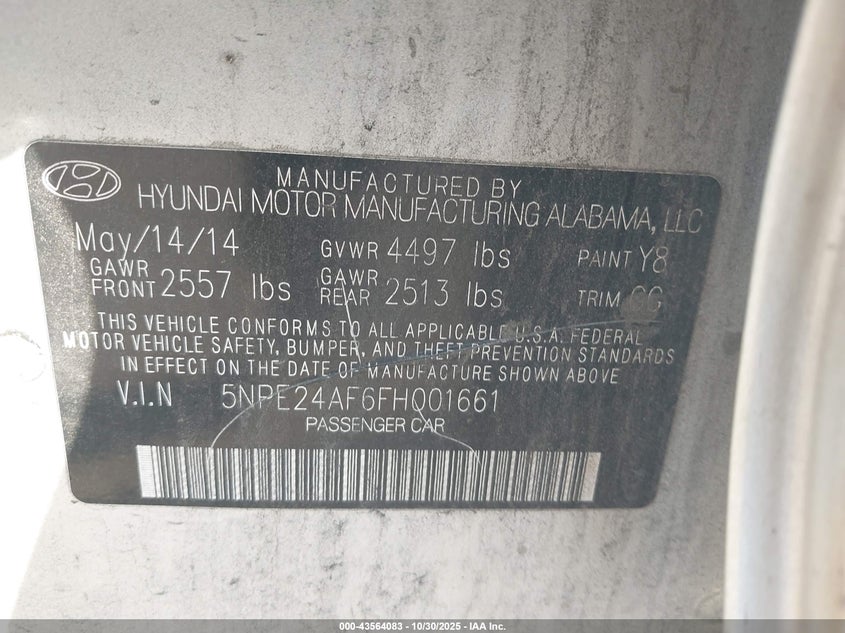 MANUFACTURED BY
HYUNDAI MOTOR MANUFACTURING ALABAMA, LLC
May/14/14 GVWR 4497 lbs PAINT Y8
GAWR FRONT 2557 lbs GAWR REAR 2513 lbs TRIM GG
THIS VEHICLE CONFORMS TO ALL APPLICABLE U.S.A. FEDERAL
MOTOR VEHICLE SAFETY, BUMPER, AND THEFT PREVENTION STANDARDS
IN EFFECT ON THE DATE OF MANUFACTURE SHOWN ABOVE.
V.I.N 5NPE24AF6FH001661
PASSENGER CAR
000-43564083 - 10/30/2025 - IAA Inc.